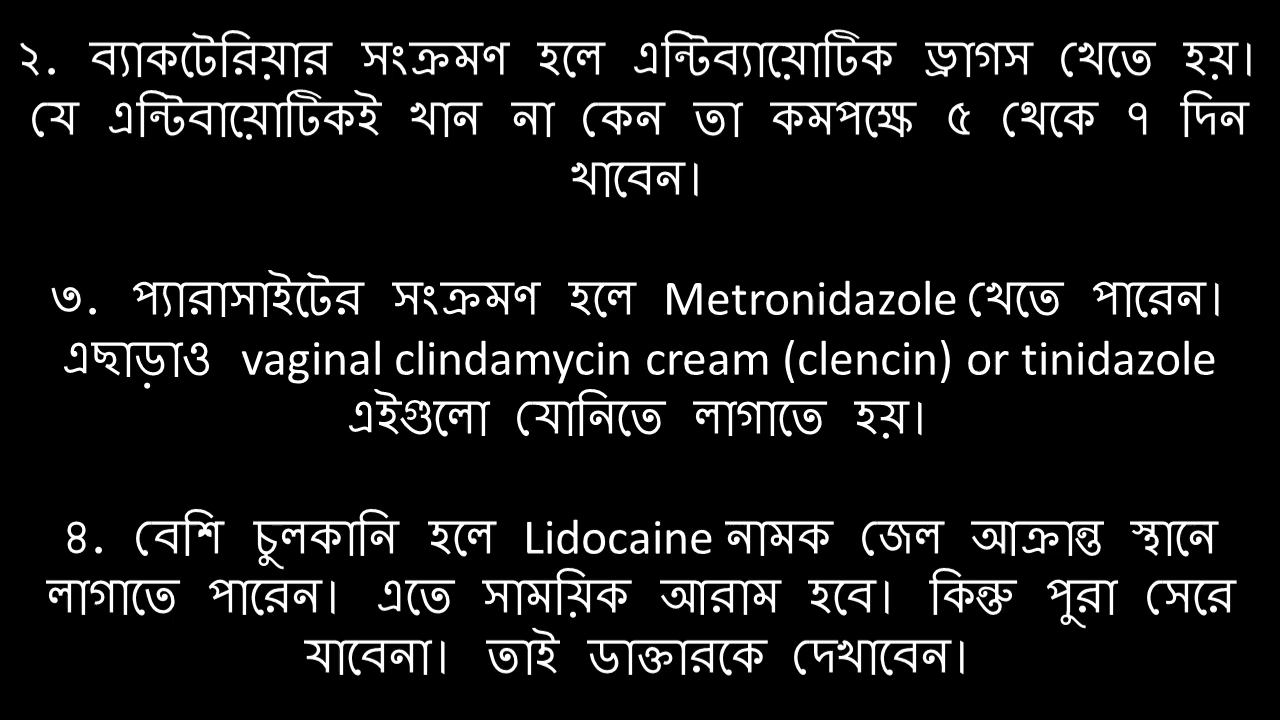 ২. ব্যাকটেরিয়ার সংক্রমণ হলে এন্টিব্যায়োটিক ড্রাগস খেতে হয়।
যে এন্টিবায়োটিকই খান না কেন তা কমপক্ষে ৫ থেকে ৭ দিন
খাবেন।
৩. প্যারাসাইটের সংক্রমণ হলে Metronidazole খেতে পারেন।
এছাড়াও vaginal clindamycin cream (clencin) or tinidazole
এইগুলো যোনিতে লাগাতে হয়।
৪. বেশি চুলকানি হলে Lidocaine নামক জেল আক্রান্ত স্থানে
লাগাতে পারেন। এতে সাময়িক আরাম হবে। কিন্তু পুরা সেরে
যাবেনা। তাই ডাক্তারকে দেখাবেন।